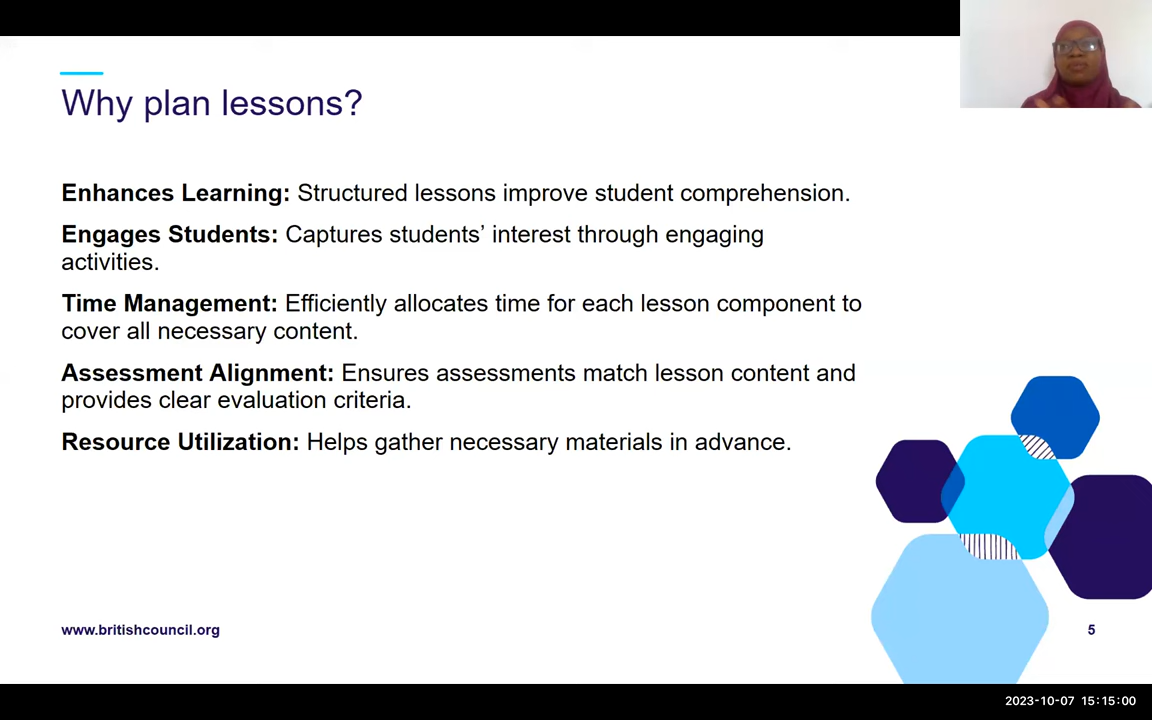 Why plan lessons?
Enhances Learning: Structured lessons improve student comprehension.
Engages Students: Captures students’ interest through engaging
activities.
Time Management: Efficiently allocates time for each lesson component to
cover all necessary content.
Assessment Alignment: Ensures assessments match lesson content and
provides clear evaluation criteria.
Resource Utilization: Helps gather necessary materials in advance.
www.britishcouncil.org
5
2023-10-07 15:15:00